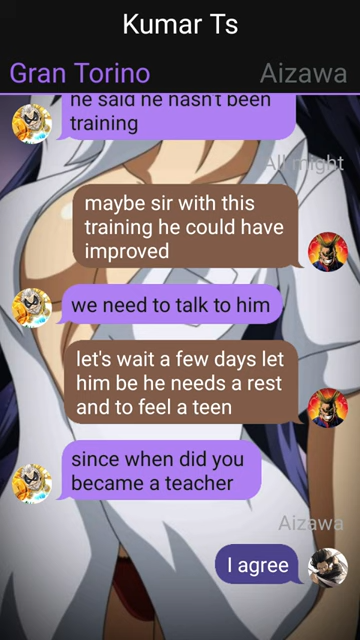 Kumar Ts
Gran Torino
Aizawa
he said he hasn't been
training
All might
maybe sir with this
training he could have
improved
we need to talk to him
let's wait a few days let
him be he needs a rest
and to feel a teen
since when did you
became a teacher
Aizawa
I agree